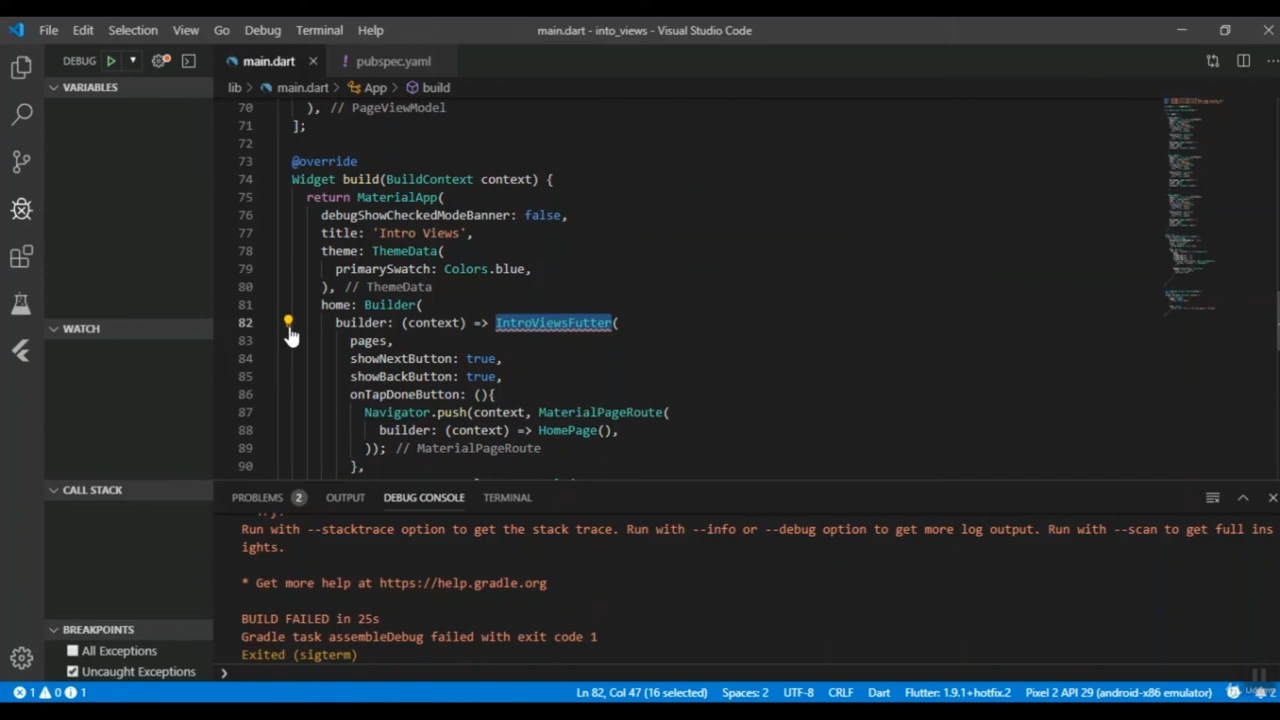 File Edit Selection View Go Debug Terminal Help
main.dart - into_views - Visual Studio Code
DEBUG
main.dart
pubspec.yaml
lib > main.dart > App > build
VARIABLES
WATCH
CALL STACK
BREAKPOINTS
All Exceptions
Uncaught Exceptions
70 ), // PageViewModel
71 ];
72
73 @override
74 Widget build(BuildContext context) {
75 return MaterialApp(
76 debugShowCheckedModeBanner: false,
77 title: 'Intro Views',
78 theme: ThemeData(
79 primarySwatch: Colors.blue,
80 ), // ThemeData
81 home: Builder(
82 builder: (context) => IntroViewsFutter(
83 pages,
84 showNextButton: true,
85 showBackButton: true,
86 onTapDoneButton: (){
87 Navigator.push(context, MaterialPageRoute(
88 builder: (context) => HomePage(),
89 )); // MaterialPageRoute
90 },
PROBLEMS 2 OUTPUT DEBUG CONSOLE TERMINAL
Run with --stacktrace option to get the stack trace. Run with --info or --debug option to get more log output. Run with --scan to get full ins
ights.
* Get more help at https://help.gradle.org
BUILD FAILED in 25s
Gradle task assembleDebug failed with exit code 1
Exited (sigterm)
1 0 1
Ln 82, Col 47 (16 selected) Spaces: 2 UTF-8 CRLF Dart Flutter: 1.9.1+hotfix.2 Pixel 2 API 29 (android-x86 emulator) 2